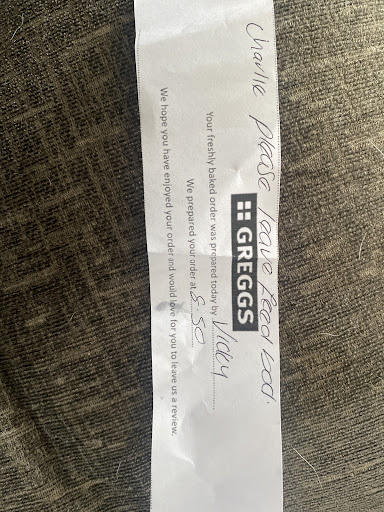 Charlie please leave feed back.
GREGGS
Your freshly baked order was prepared today by Vicky
We prepared your order at 8:50
We hope you have enjoyed your order and would love for you to leave us a review.